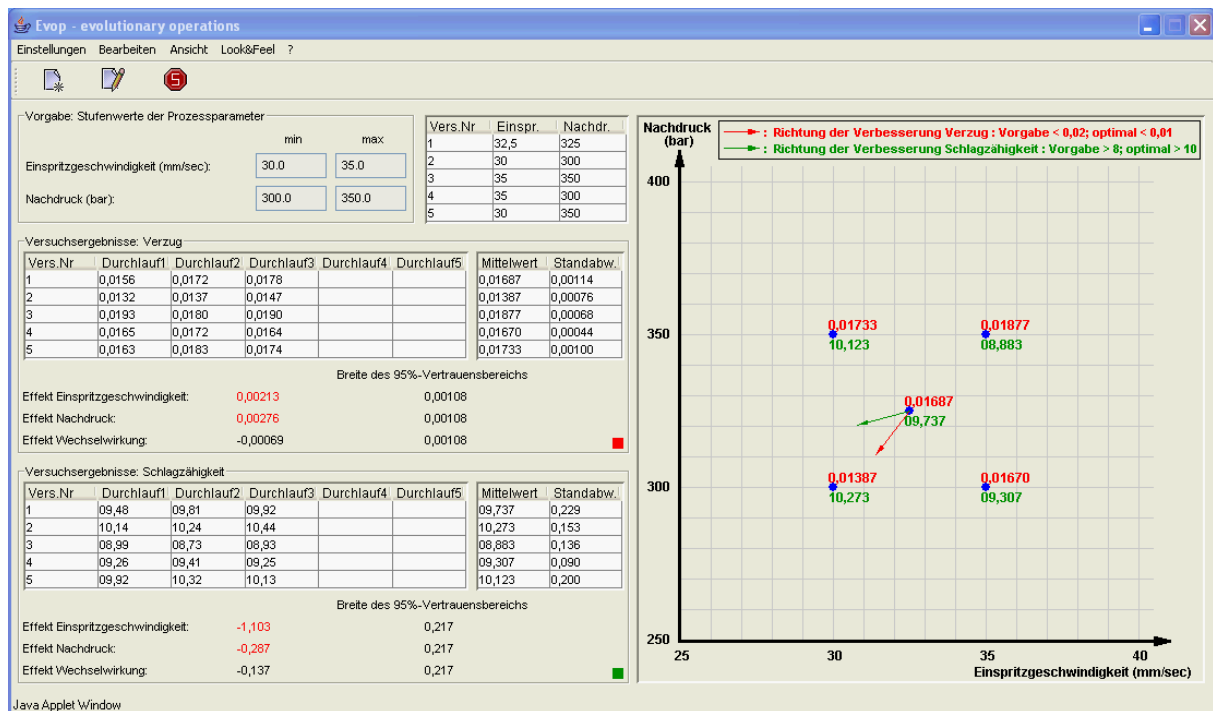 Evop - evolutionary operations
Einstellungen Bearbeiten Ansicht Look&Feel ?
S
Vorgabe: Stufenwerte der Prozessparameter
min max
Einspritzgeschwindigkeit (mm/sec): 30.0 35.0
Nachdruck (bar): 300.0 350.0
Vers.Nr Einspr. Nachdr.
1 32,5 325
2 30 300
3 35 350
4 35 300
5 30 350
Versuchsergebnisse: Verzug
Vers.Nr Durchlauf1 Durchlauf2 Durchlauf3 Durchlauf4 Durchlauf5 Mittelwert Standabw.
1 0,0156 0,0172 0,0178 0,01687 0,00114
2 0,0132 0,0137 0,0147 0,01387 0,00076
3 0,0193 0,0180 0,0190 0,01877 0,00068
4 0,0165 0,0172 0,0164 0,01670 0,00044
5 0,0163 0,0183 0,0174 0,01733 0,00100
Breite des 95%-Vertrauensbereichs
Effekt Einspritzgeschwindigkeit: 0,00213 0,00108
Effekt Nachdruck: 0,00276 0,00108
Effekt Wechselwirkung: -0,00069 0,00108
Versuchsergebnisse: Schlagzähigkeit
Vers.Nr Durchlauf1 Durchlauf2 Durchlauf3 Durchlauf4 Durchlauf5 Mittelwert Standabw.
1 09,48 09,81 09,92 09,737 0,229
2 10,14 10,24 10,44 10,273 0,153
3 08,99 08,73 08,93 08,883 0,136
4 09,26 09,41 09,25 09,307 0,090
5 09,92 10,32 10,13 10,123 0,200
Breite des 95%-Vertrauensbereichs
Effekt Einspritzgeschwindigkeit: -1,103 0,217
Effekt Nachdruck: -0,287 0,217
Effekt Wechselwirkung: -0,137 0,217
Nachdruck
(bar)
: Richtung der Verbesserung Verzug : Vorgabe < 0,02; optimal < 0,01
: Richtung der Verbesserung Schlagzähigkeit : Vorgabe > 8; optimal > 10
400
350
300
250
0,01733 0,01877
10,123 08,883
0,01687
09,737
0,01387 0,01670
10,273 09,307
25 30 35 40
Einspritzgeschwindigkeit (mm/sec)
Java Applet Window